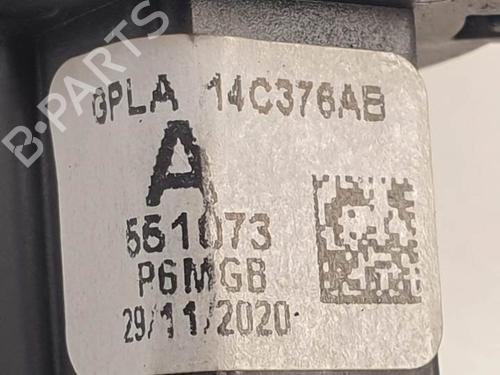 GPLA 14C376AB
A
551073
P6MGB
29/11/2020
B-PARTS